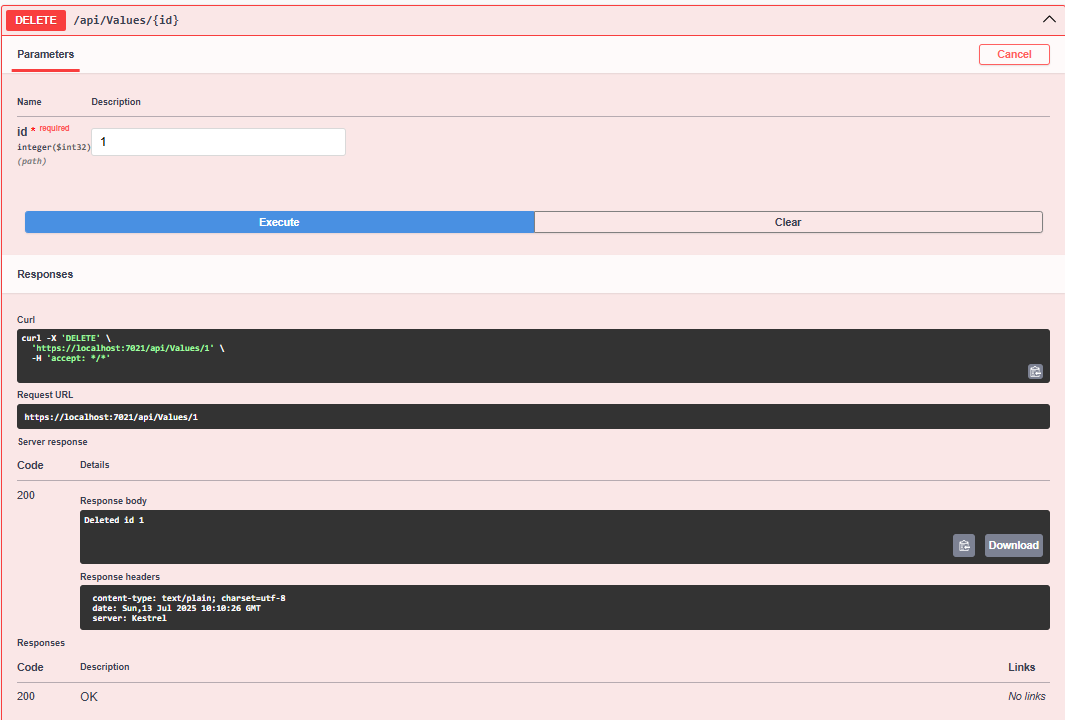 DELETE /api/Values/{id}
Parameters
Cancel
Name Description
id * required
integer($int32)
(path)
1
Execute Clear
Responses
Curl
curl -X 'DELETE' \
'https://localhost:7021/api/Values/1' \
-H 'accept: */*'
Request URL
https://localhost:7021/api/Values/1
Server response
Code Details
200
Response body
Deleted id 1
Download
Response headers
content-type: text/plain; charset=utf-8
date: Sun,13 Jul 2025 10:10:26 GMT
server: Kestrel
Responses
Code Description Links
200 OK No links